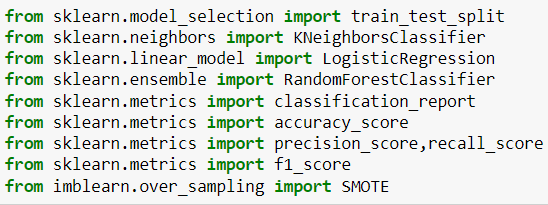 from sklearn.model_selection import train_test_split
from sklearn.neighbors import KNeighborsClassifier
from sklearn.linear_model import LogisticRegression
from sklearn.ensemble import RandomForestClassifier
from sklearn.metrics import classification_report
from sklearn.metrics import accuracy_score
from sklearn.metrics import precision_score,recall_score
from sklearn.metrics import f1_score
from imblearn.over_sampling import SMOTE